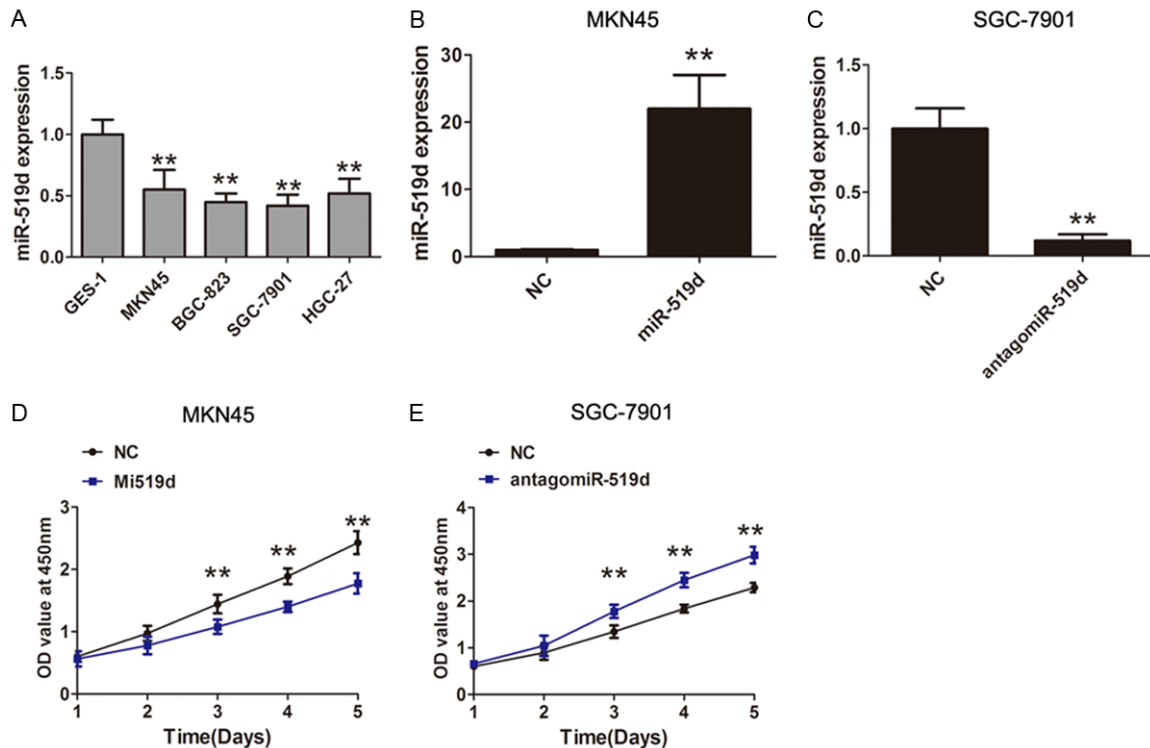 A
miR-519d expression
1.5
1.0
0.5
0.0
**
**
**
**
GES-1
MKN45
BGC-823
SGC-7901
HGC-27
B
MKN45
miR-519d expression
30
20
10
0
**
NC
miR-519d
C
SGC-7901
miR-519d expression
1.5
1.0
0.5
0.0
**
NC
antagomiR-519d
D
MKN45
NC
Mi519d
OD value at 450nm
3
2
1
0
**
**
**
1 2 3 4 5
Time(Days)
E
SGC-7901
NC
antagomiR-519d
OD value at 450nm
4
3
2
1
0
**
**
**
1 2 3 4 5
Time(Days)